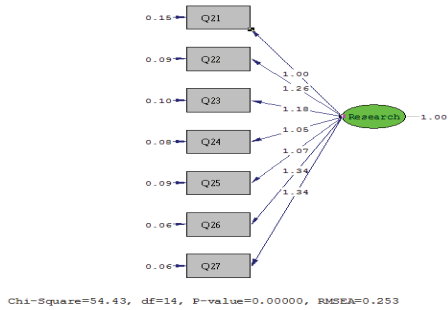 0.15 Q21
0.09 Q22
0.10 Q23
0.08 Q24
0.09 Q25
0.06 Q26
0.06 Q27
1.00
1.26
1.18
1.05
1.07
1.34
1.34
Research 1.00
Chi-Square=54.43, df=14, P-value=0.00000, RMSEA=0.253